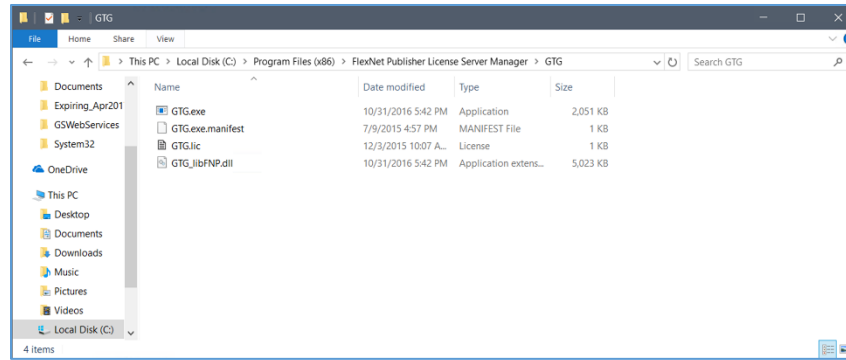 GTG
File Home Share View
This PC > Local Disk (C:) > Program Files (x86) > FlexNet Publisher License Server Manager > GTG Search GTG
Documents
Expiring_Apr201
GSWebServices
System32
OneDrive
This PC
Desktop
Documents
Downloads
Music
Pictures
Videos
Local Disk (C:)
Name Date modified Type Size
GTG.exe 10/31/2016 5:42 PM Application 2,051 KB
GTG.exe.manifest 7/9/2015 4:57 PM MANIFEST File 1 KB
GTG.lic 12/3/2015 10:07 A... License 1 KB
GTG_libFNP.dll 10/31/2016 5:42 PM Application extens... 5,023 KB
4 items